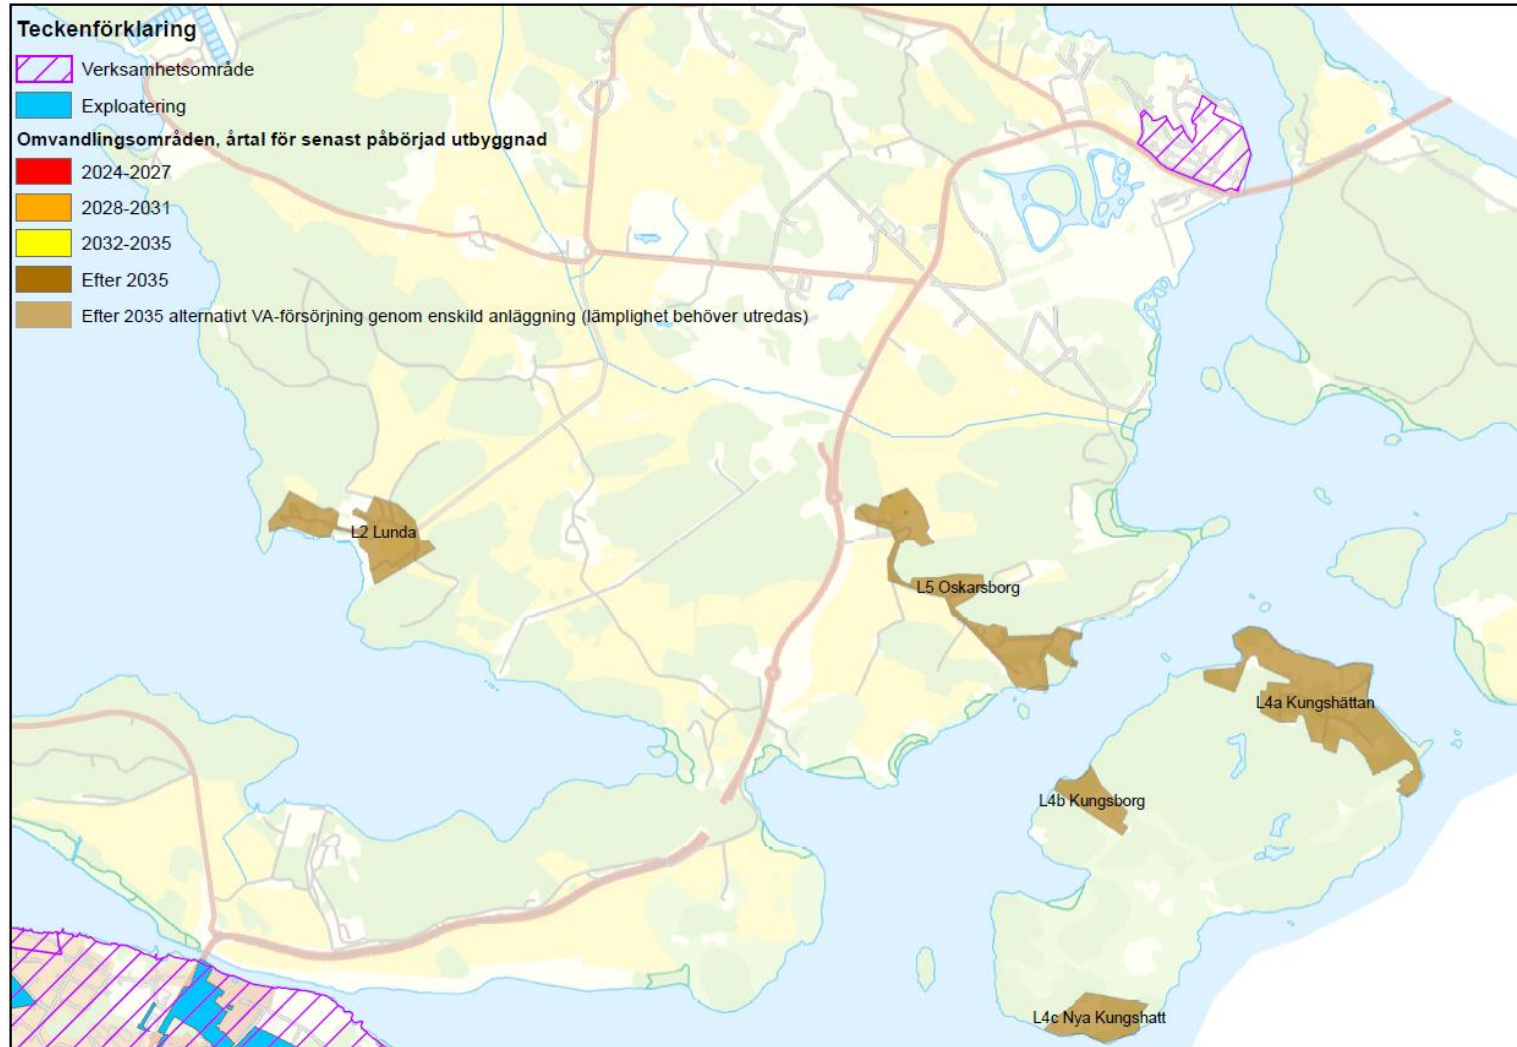 Teckenförklaring
Verksamhetsområde
Exploatering
Omvandlingsområden, årtal för senast påbörjad utbyggnad
2024-2027
2028-2031
2032-2035
Efter 2035
Efter 2035 alternativt VA-försörjning genom enskild anläggning (lämplighet behöver utredas)
L2 Lunda
L5 Oskarsborg
L4a Kungshättan
L4b Kungsborg
L4c Nya Kungshatt